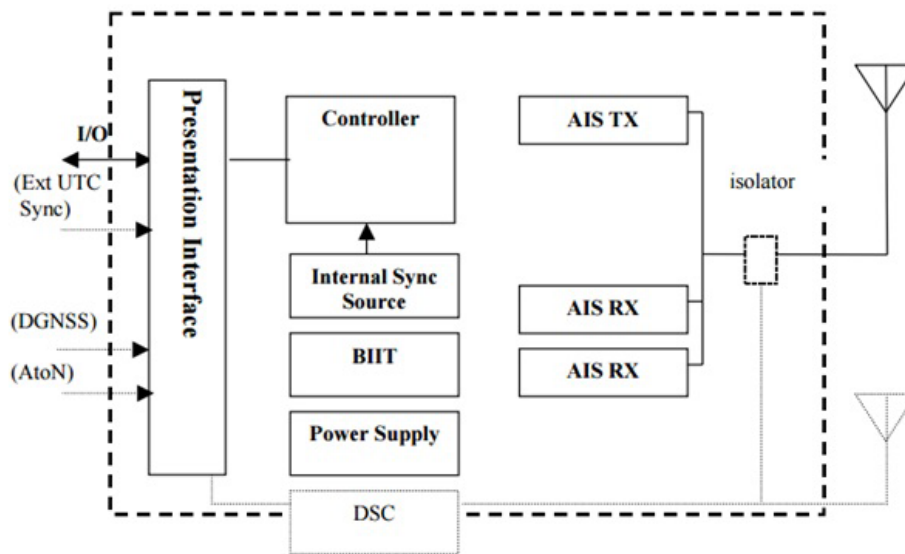 I/O
(Ext UTC
Sync)
(DGNSS)
(AtoN)
Presentation Interface
Controller
Internal Sync
Source
BIIT
Power Supply
DSC
AIS TX
AIS RX
AIS RX
isolator